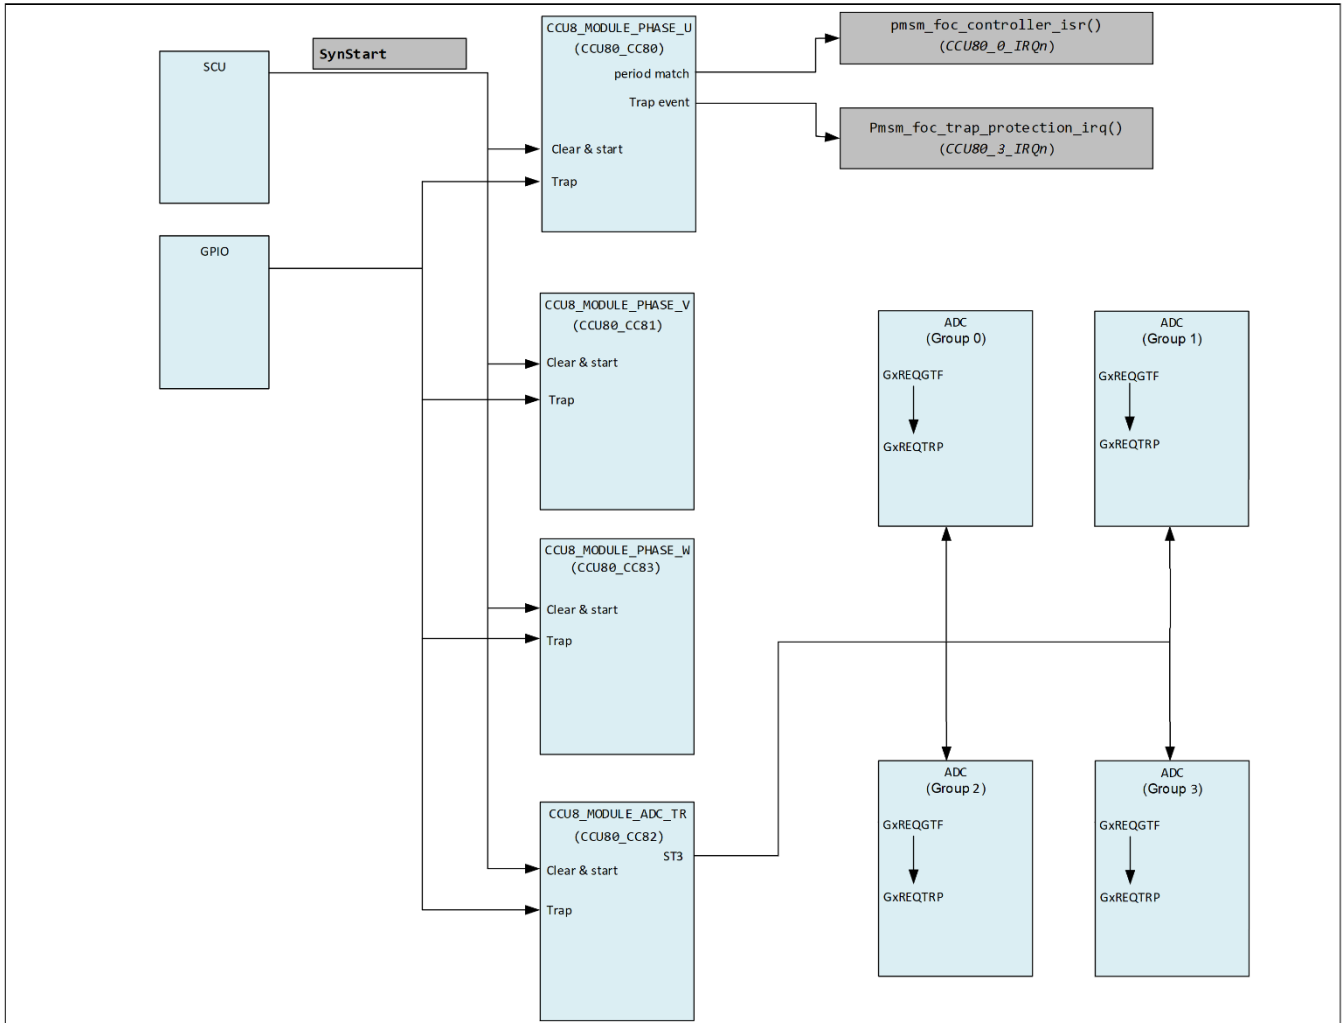 SCU
SynStart
GPIO
CCU8_MODULE_PHASE_U
(CCU80_CC80)
period match
Trap event
Clear & start
Trap
pmsm_foc_controller_isr()
(CCU80_0_IRQn)
Pmsm_foc_trap_protection_irq()
(CCU80_3_IRQn)
CCU8_MODULE_PHASE_V
(CCU80_CC81)
Clear & start
Trap
CCU8_MODULE_PHASE_W
(CCU80_CC83)
Clear & start
Trap
CCU8_MODULE_ADC_TR
(CCU80_CC82)
ST3
Clear & start
Trap
ADC
(Group 0)
GxREQGTF
GxREQTRP
ADC
(Group 1)
GxREQGTF
GxREQTRP
ADC
(Group 2)
GxREQGTF
GxREQTRP
ADC
(Group 3)
GxREQGTF
GxREQTRP